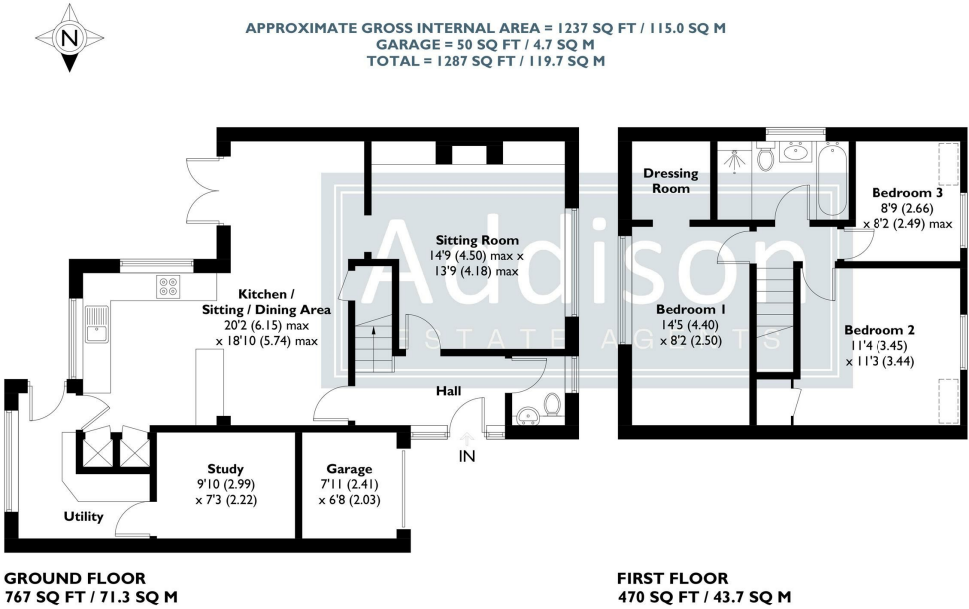 N
APPROXIMATE GROSS INTERNAL AREA = 1237 SQ FT / 115.0 SQ M
GARAGE = 50 SQ FT / 4.7 SQ M
TOTAL = 1287 SQ FT / 119.7 SQ M
Addison
ESTATE AGENTS
Sitting Room
14'9 (4.50) max x
13'9 (4.18) max
Kitchen /
Sitting / Dining Area
20'2 (6.15) max
x 18'10 (5.74) max
Hall
IN
Study
9'10 (2.99)
x 7'3 (2.22)
Garage
7'11 (2.41)
x 6'8 (2.03)
Utility
Dressing
Room
Bedroom 3
8'9 (2.66)
x 8'2 (2.49) max
Bedroom 1
14'5 (4.40)
x 8'2 (2.50)
Bedroom 2
11'4 (3.45)
x 11'3 (3.44)
GROUND FLOOR
767 SQ FT / 71.3 SQ M
FIRST FLOOR
470 SQ FT / 43.7 SQ M